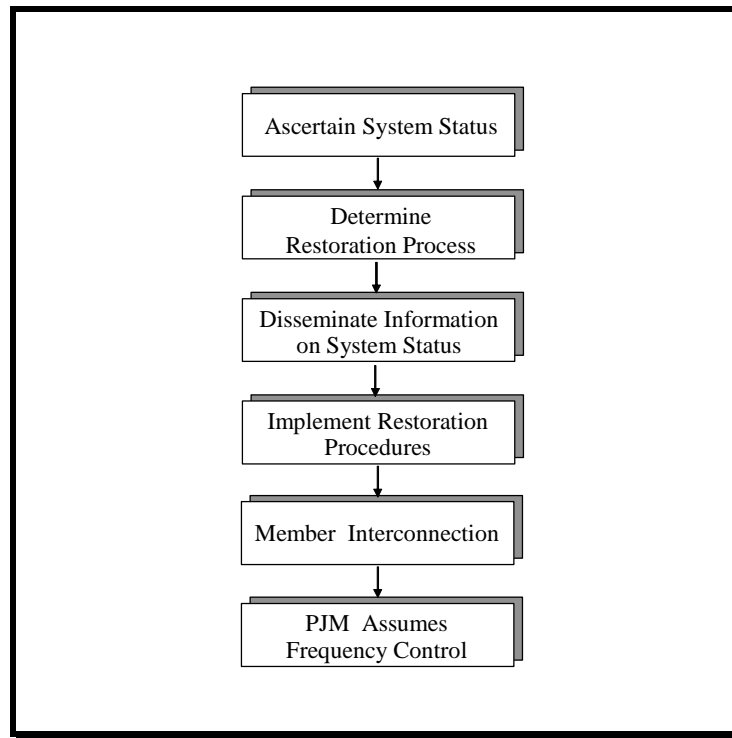 Ascertain System Status
Determine
Restoration Process
Disseminate Information
on System Status
Implement Restoration
Procedures
Member Interconnection
PJM Assumes
Frequency Control